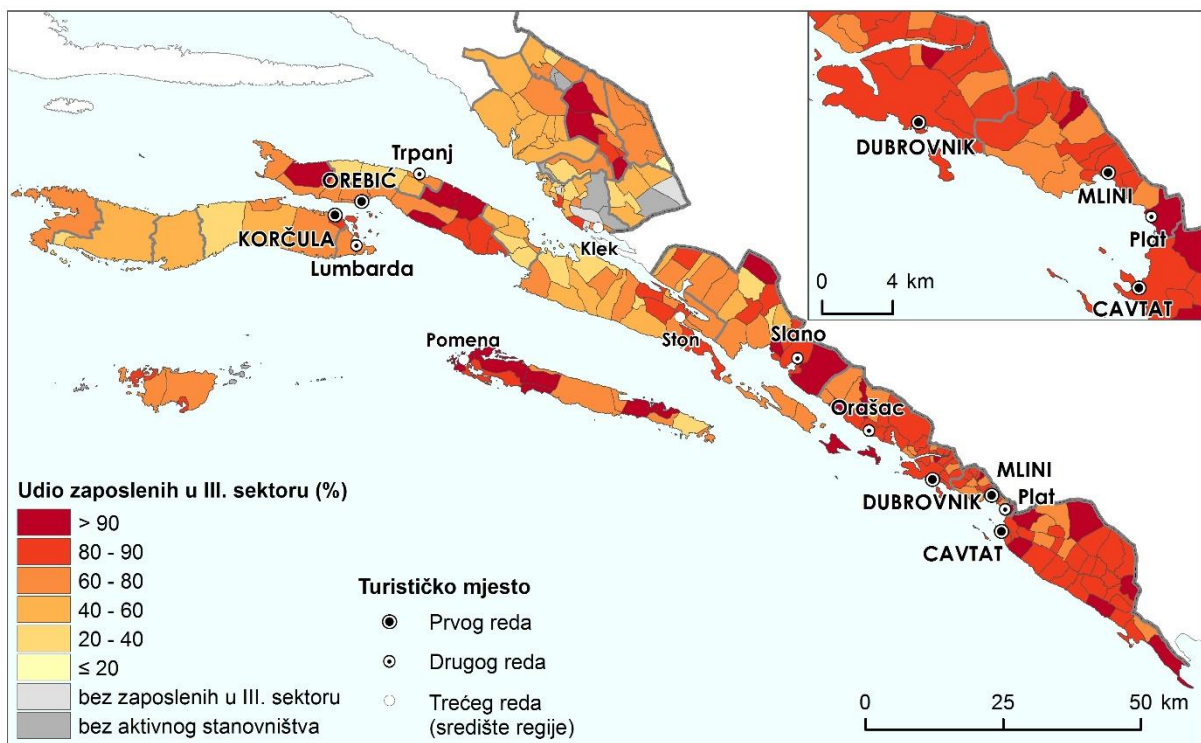 DUBROVNIK
MLINI
Plat
CAVTAT
0 4 km
Trpanj
OREBIĆ
KORČULA
Lumbarda
Klek
Pomena
Ston
Slano
Orašac
DUBROVNIK
MLINI
Plat
CAVTAT
Udio zaposlenih u III. sektoru (%)
> 90
80 - 90
60 - 80
40 - 60
20 - 40
≤ 20
bez zaposlenih u III. sektoru
bez aktivnog stanovništva
Turističko mjesto
Prvog reda
Drugog reda
Trećeg reda
(središte regije)
0 25 50 km